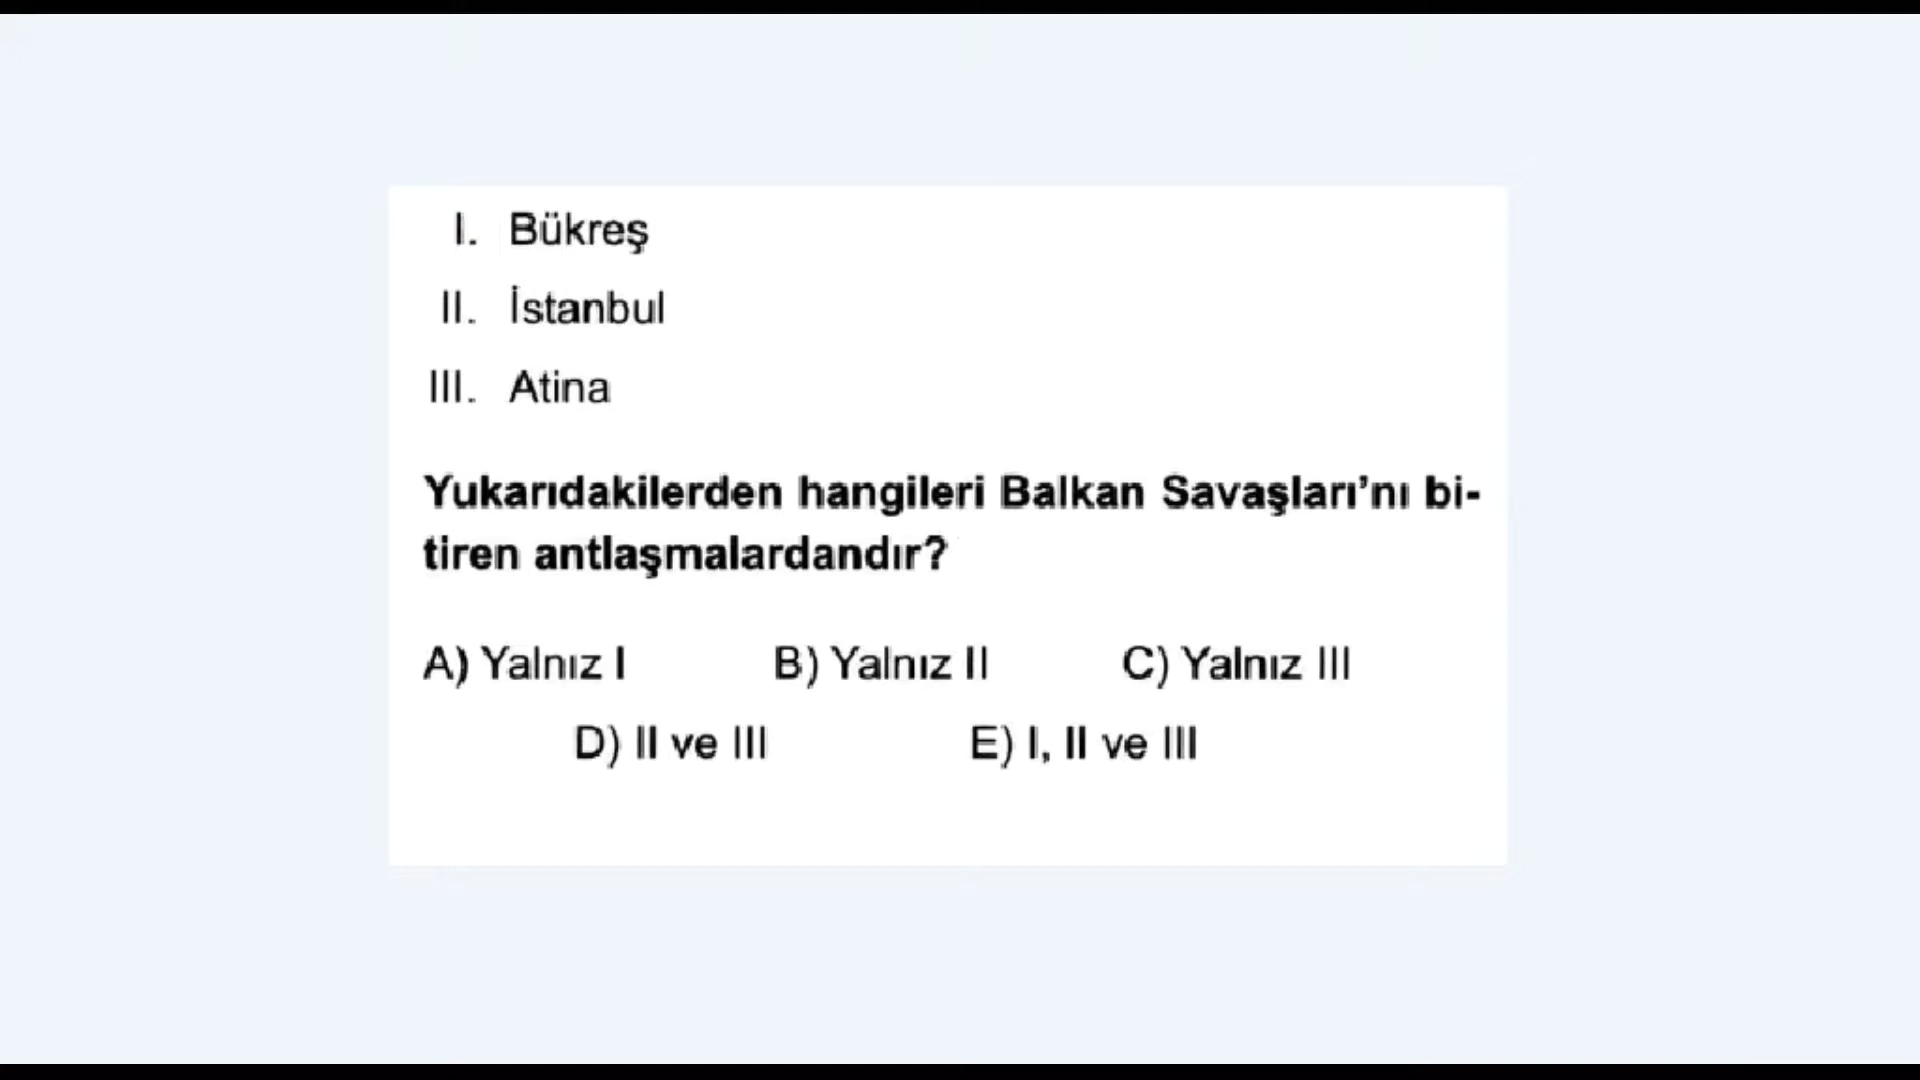 I. Bükreş
II. İstanbul
III. Atina
Yukarıdakilerden hangileri Balkan Savaşları’nı bi-
tiren antlaşmalardandır?
A) Yalnız I B) Yalnız II C) Yalnız III
D) II ve III E) I, II ve III